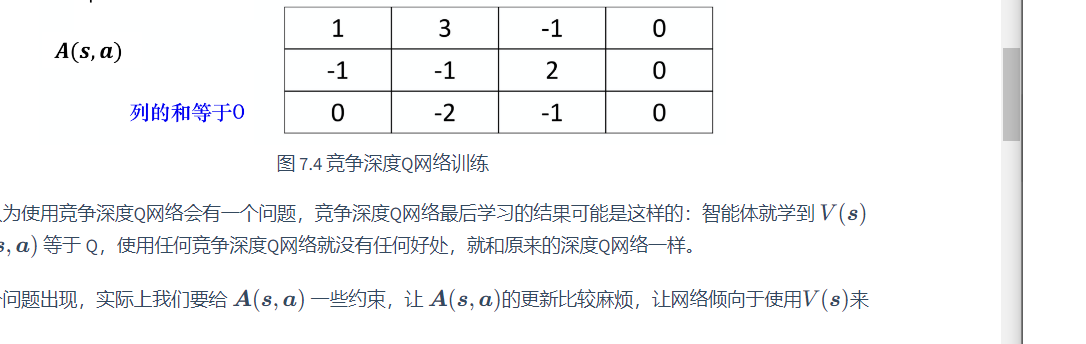 1 3 -1 0
A(s, a)
-1 -1 2 0
列的和等于0 0 -2 -1 0
图 7.4 竞争深度Q网络训练
为使用竞争深度Q网络会有一个问题，竞争深度Q网络最后学习的结果可能是这样的：智能体就学到 V(s)
s, a) 等于 Q，使用任何竞争深度Q网络就没有任何好处，就和原来的深度Q网络一样。
问题出现，实际上我们要给 A(s, a) 一些约束，让 A(s, a)的更新比较麻烦，让网络倾向于使用V(s)来